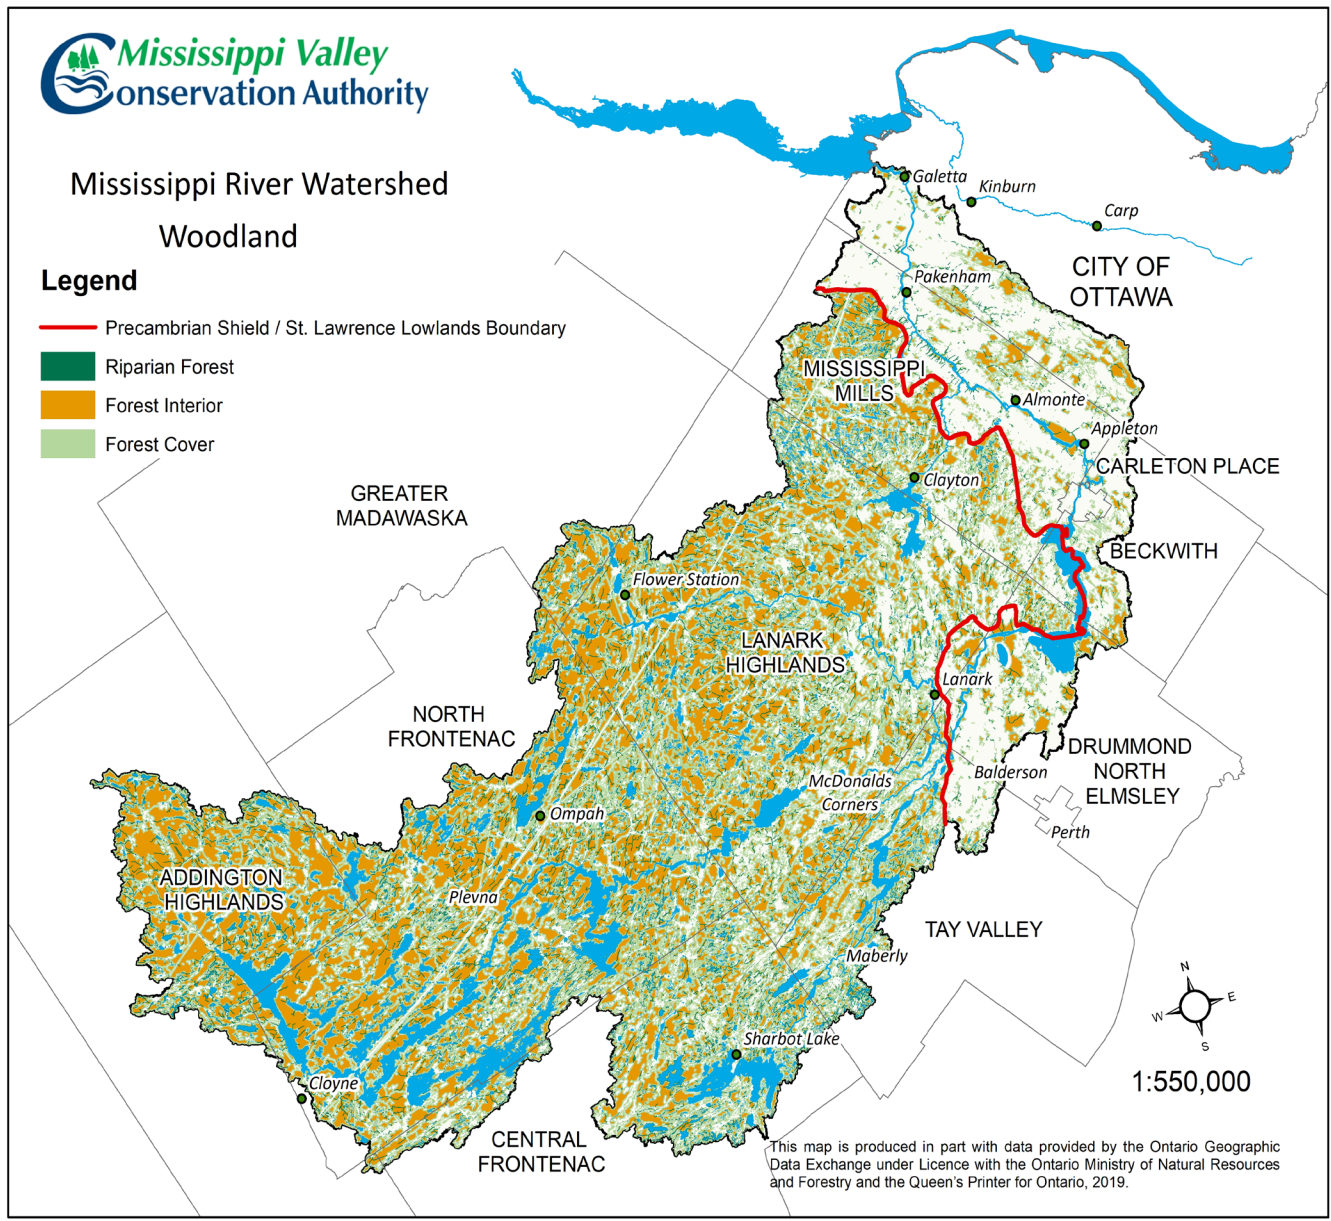 Mississippi Valley
Conservation Authority
Mississippi River Watershed
Woodland
Legend
Precambrian Shield / St. Lawrence Lowlands Boundary
Riparian Forest
Forest Interior
Forest Cover
Galetta
Kinburn
Carp
CITY OF
OTTAWA
Pakenham
MISSISSIPPI
MILLS
Almonte
Appleton
CARLETON PLACE
Clayton
GREATER
MADAWASKA
BECKWITH
Flower Station
LANARK
HIGHLANDS
Lanark
NORTH
FRONTENAC
DRUMMOND
NORTH
ELMSLEY
Balderson
McDonalds
Corners
Ompah
Perth
ADDINGTON
HIGHLANDS
Plevna
TAY VALLEY
Maberly
N
E
W
S
Sharbot Lake
Cloyne
1:550,000
CENTRAL
FRONTENAC
This map is produced in part with data provided by the Ontario Geographic
Data Exchange under Licence with the Ontario Ministry of Natural Resources
and Forestry and the Queen's Printer for Ontario, 2019.